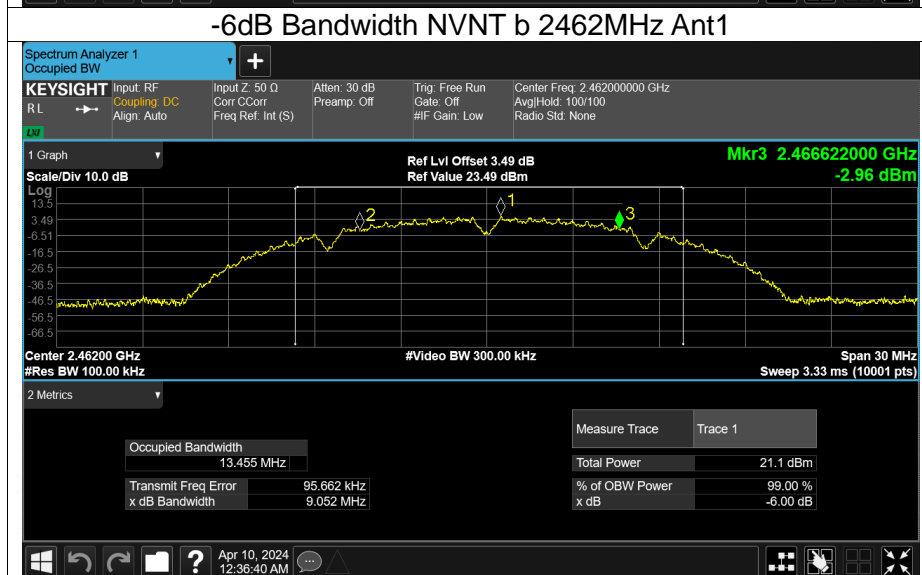 -6dB Bandwidth NVNT b 2462MHz Ant1
Spectrum Analyzer 1
Occupied BW
+
KEYSIGHT Input: RF Input Z: 50 Ω Atten: 30 dB Trig: Free Run Center Freq: 2.462000000 GHz
RL Coupling: DC Corr CCorr Preamp: Off Gate: Off Avg|Hold: 100/100
Align: Auto Freq Ref: Int (S) #IF Gain: Low Radio Std: None
LXI
1 Graph Ref Lvl Offset 3.49 dB Mkr3 2.466622000 GHz
Scale/Div 10.0 dB Ref Value 23.49 dBm -2.96 dBm
Log
13.5
3.49
-6.51
-16.5
-26.5
-36.5
-46.5
-56.5
-66.5
2
1
3
Center 2.46200 GHz #Video BW 300.00 kHz Span 30 MHz
#Res BW 100.00 kHz Sweep 3.33 ms (10001 pts)
2 Metrics
Measure Trace Trace 1
Occupied Bandwidth
13.455 MHz Total Power 21.1 dBm
Transmit Freq Error 95.662 kHz % of OBW Power 99.00 %
x dB Bandwidth 9.052 MHz x dB -6.00 dB
? Apr 10, 2024
12:36:40 AM